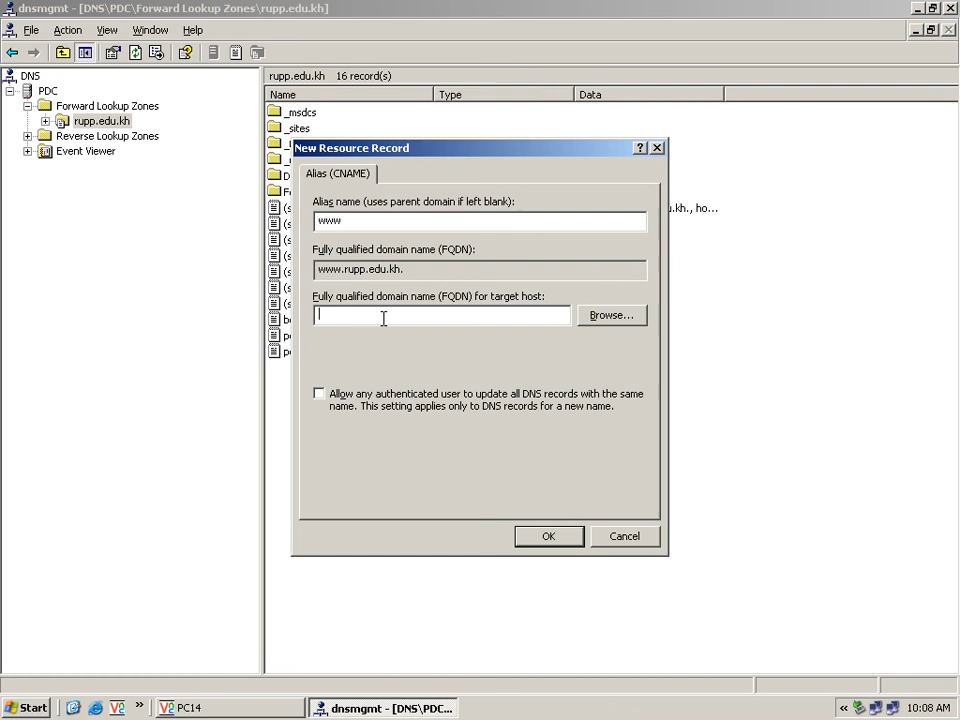 dnsmgmt - [DNS\PDC\Forward Lookup Zones\rupp.edu.kh]
File Action View Window Help
DNS
PDC
Forward Lookup Zones
rupp.edu.kh
Reverse Lookup Zones
Event Viewer
rupp.edu.kh 16 record(s)
Name Type Data
_msdcs
_sites
New Resource Record
Alias (CNAME)
Alias name (uses parent domain if left blank):
www
Fully qualified domain name (FQDN):
www.rupp.edu.kh.
Fully qualified domain name (FQDN) for target host:
Browse...
Allow any authenticated user to update all DNS records with the same
name. This setting applies only to DNS records for a new name.
OK Cancel
u.kh., ho...
Start PC14 dnsmgmt - [DNS\PDC... 10:08 AM